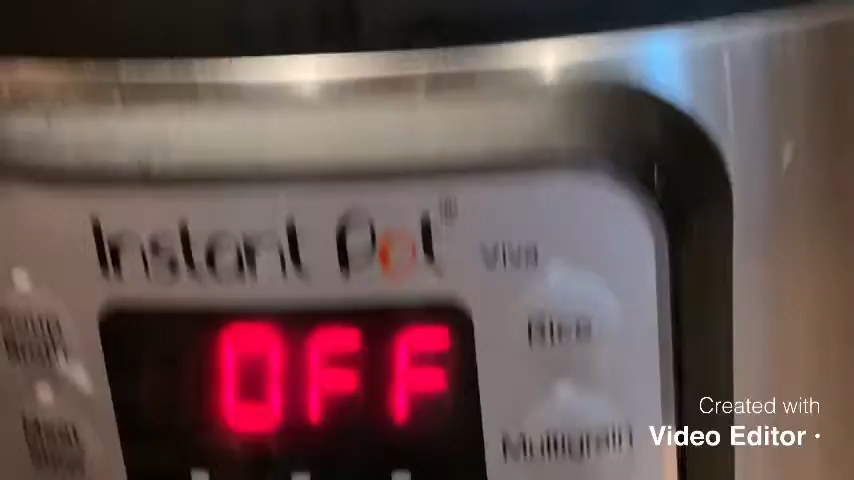 Instant Pot® Viva
OFF
Rice
Multigrain
Created with
Video Editor